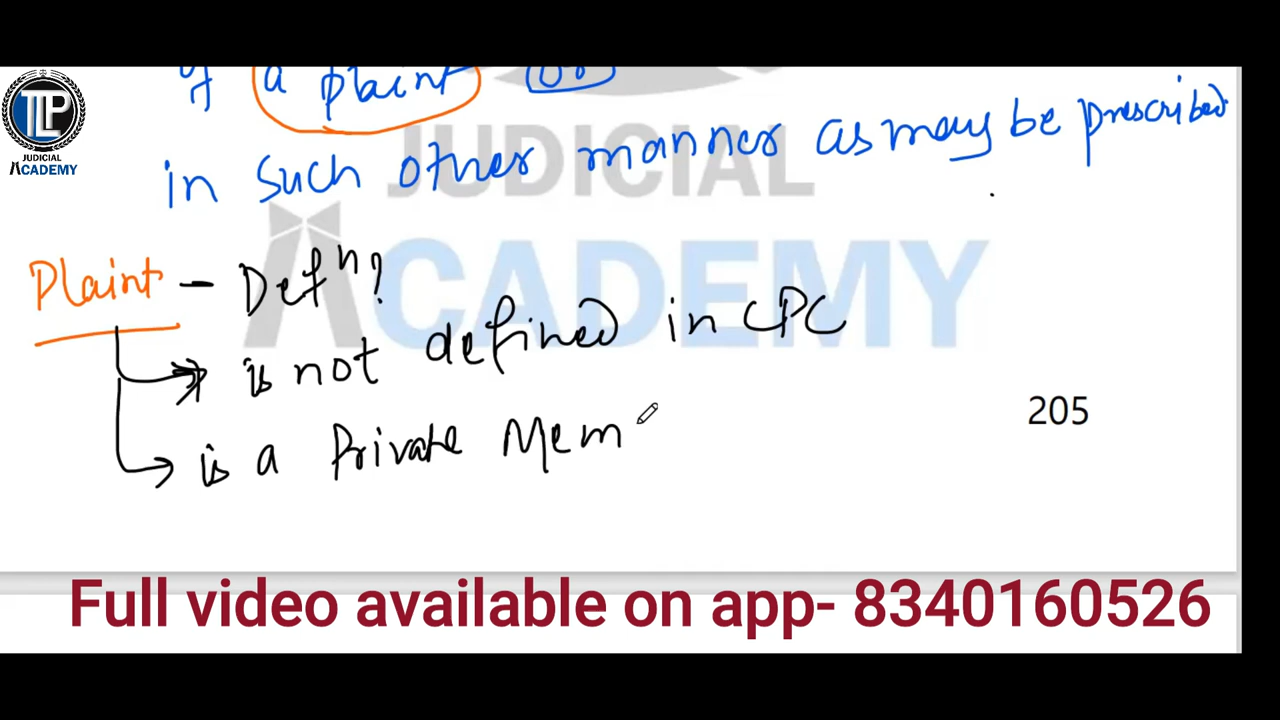 of a plaint or
in such other manner as may be prescribed
TLP
JUDICIAL
ACADEMY
JUDICIAL
ACADEMY
Plaint - Defn?
is not defined in CPC
is a Private Mem
205
Full video available on app- 8340160526